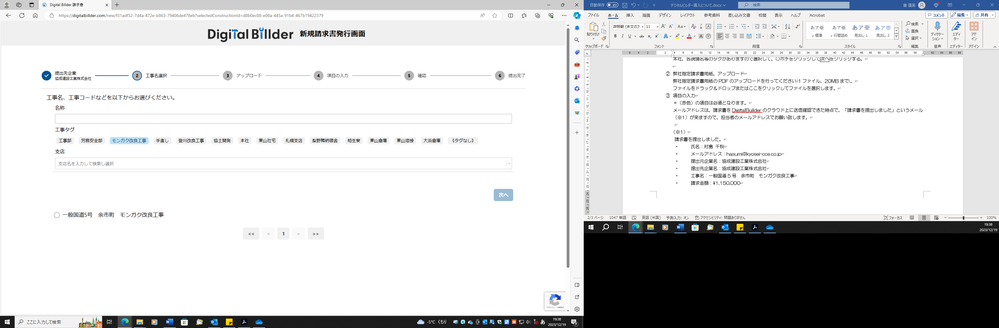 Digital Billder 請求書
https://digitalbillder.com/new/f31adf32-7d4a-472e-b863-79406de478eb?selectedConstructionId=d8b0ec08-e08a-445a-91b4-467b19422379
Digital Billder 新規請求書発行画面
提出先企業
協成建設工業株式会社
2 工事名選択
3 アップロード
4 項目の入力
5 確認
6 提出完了
工事名、工事コードなどを以下からお選びください。
名称
工事タグ
工事部 労務安全部 モンガク改良工事 手直し 登川改良工事 協土開発 本社 東山社宅 札幌支店 梨野舞納宿舎 相生寮 東山倉庫 東山溶接 大浜倉庫 《タグなし》
支店
支店名を入力して検索し選択
次へ
一般国道5号　余市町　モンガク改良工事
<< < 1 > >>
ここに入力して検索
-5℃ くもり
あ
19:38
2023/12/19
7
自動保存 オフ
デジタルビルダー導入について.docx
検索
ファイル ホーム 挿入 描画 デザイン レイアウト 参考資料 差し込み文書 校閲 表示 ヘルプ Acrobat
コメント 編集 共有
貼り付け
游明朝 (本文のフ: 11
クリップボード フォント 段落 スタイル 編集 音声 エディター アドイン
あア亜 標準
あア亜 行間詰め
あア亜 見出し 1
あア亜 見出し 2
検索
置換
選択
ディクテーション
エディター
アドイン
本社、各現場名等のタグがありますので選択して、〇ポチをクリックして次へをクリックする。
② 弊社指定請求書用紙、アップロード
弊社指定請求書用紙の PDF のアップロードを行ってください(1 ファイル、20MB まで)。
ファイルをドラック＆ドロップまたはここをクリックしてファイルを選択します。
③ 項目の入力
＊（赤色）の項目は必須となります。
メールアドレスは、請求書を DigitalBuilder のクラウド上に送信確認できた時点で、「請求書を提出しました」というメール
（※1）が来ますので、担当者のメールアドレスでお願い致します。
（※1）
請求書を提出しました。
・ 氏名：村島 千秋
・ メールアドレス：hasumi@kyosei-cce.co.jp
・ 提出元企業名：協成建設工業株式会社
・ 提出先企業名：協成建設工業株式会社
・ 工事名：一般国道 5 号　余市町　モンガク改良工事
・ 請求金額：¥1,150,000
2/3 ページ 1047 単語 英語 (米国) 予測入力: オン アクセシビリティ: 問題ありません
フォーカス
100%
19:38
2023/12/19